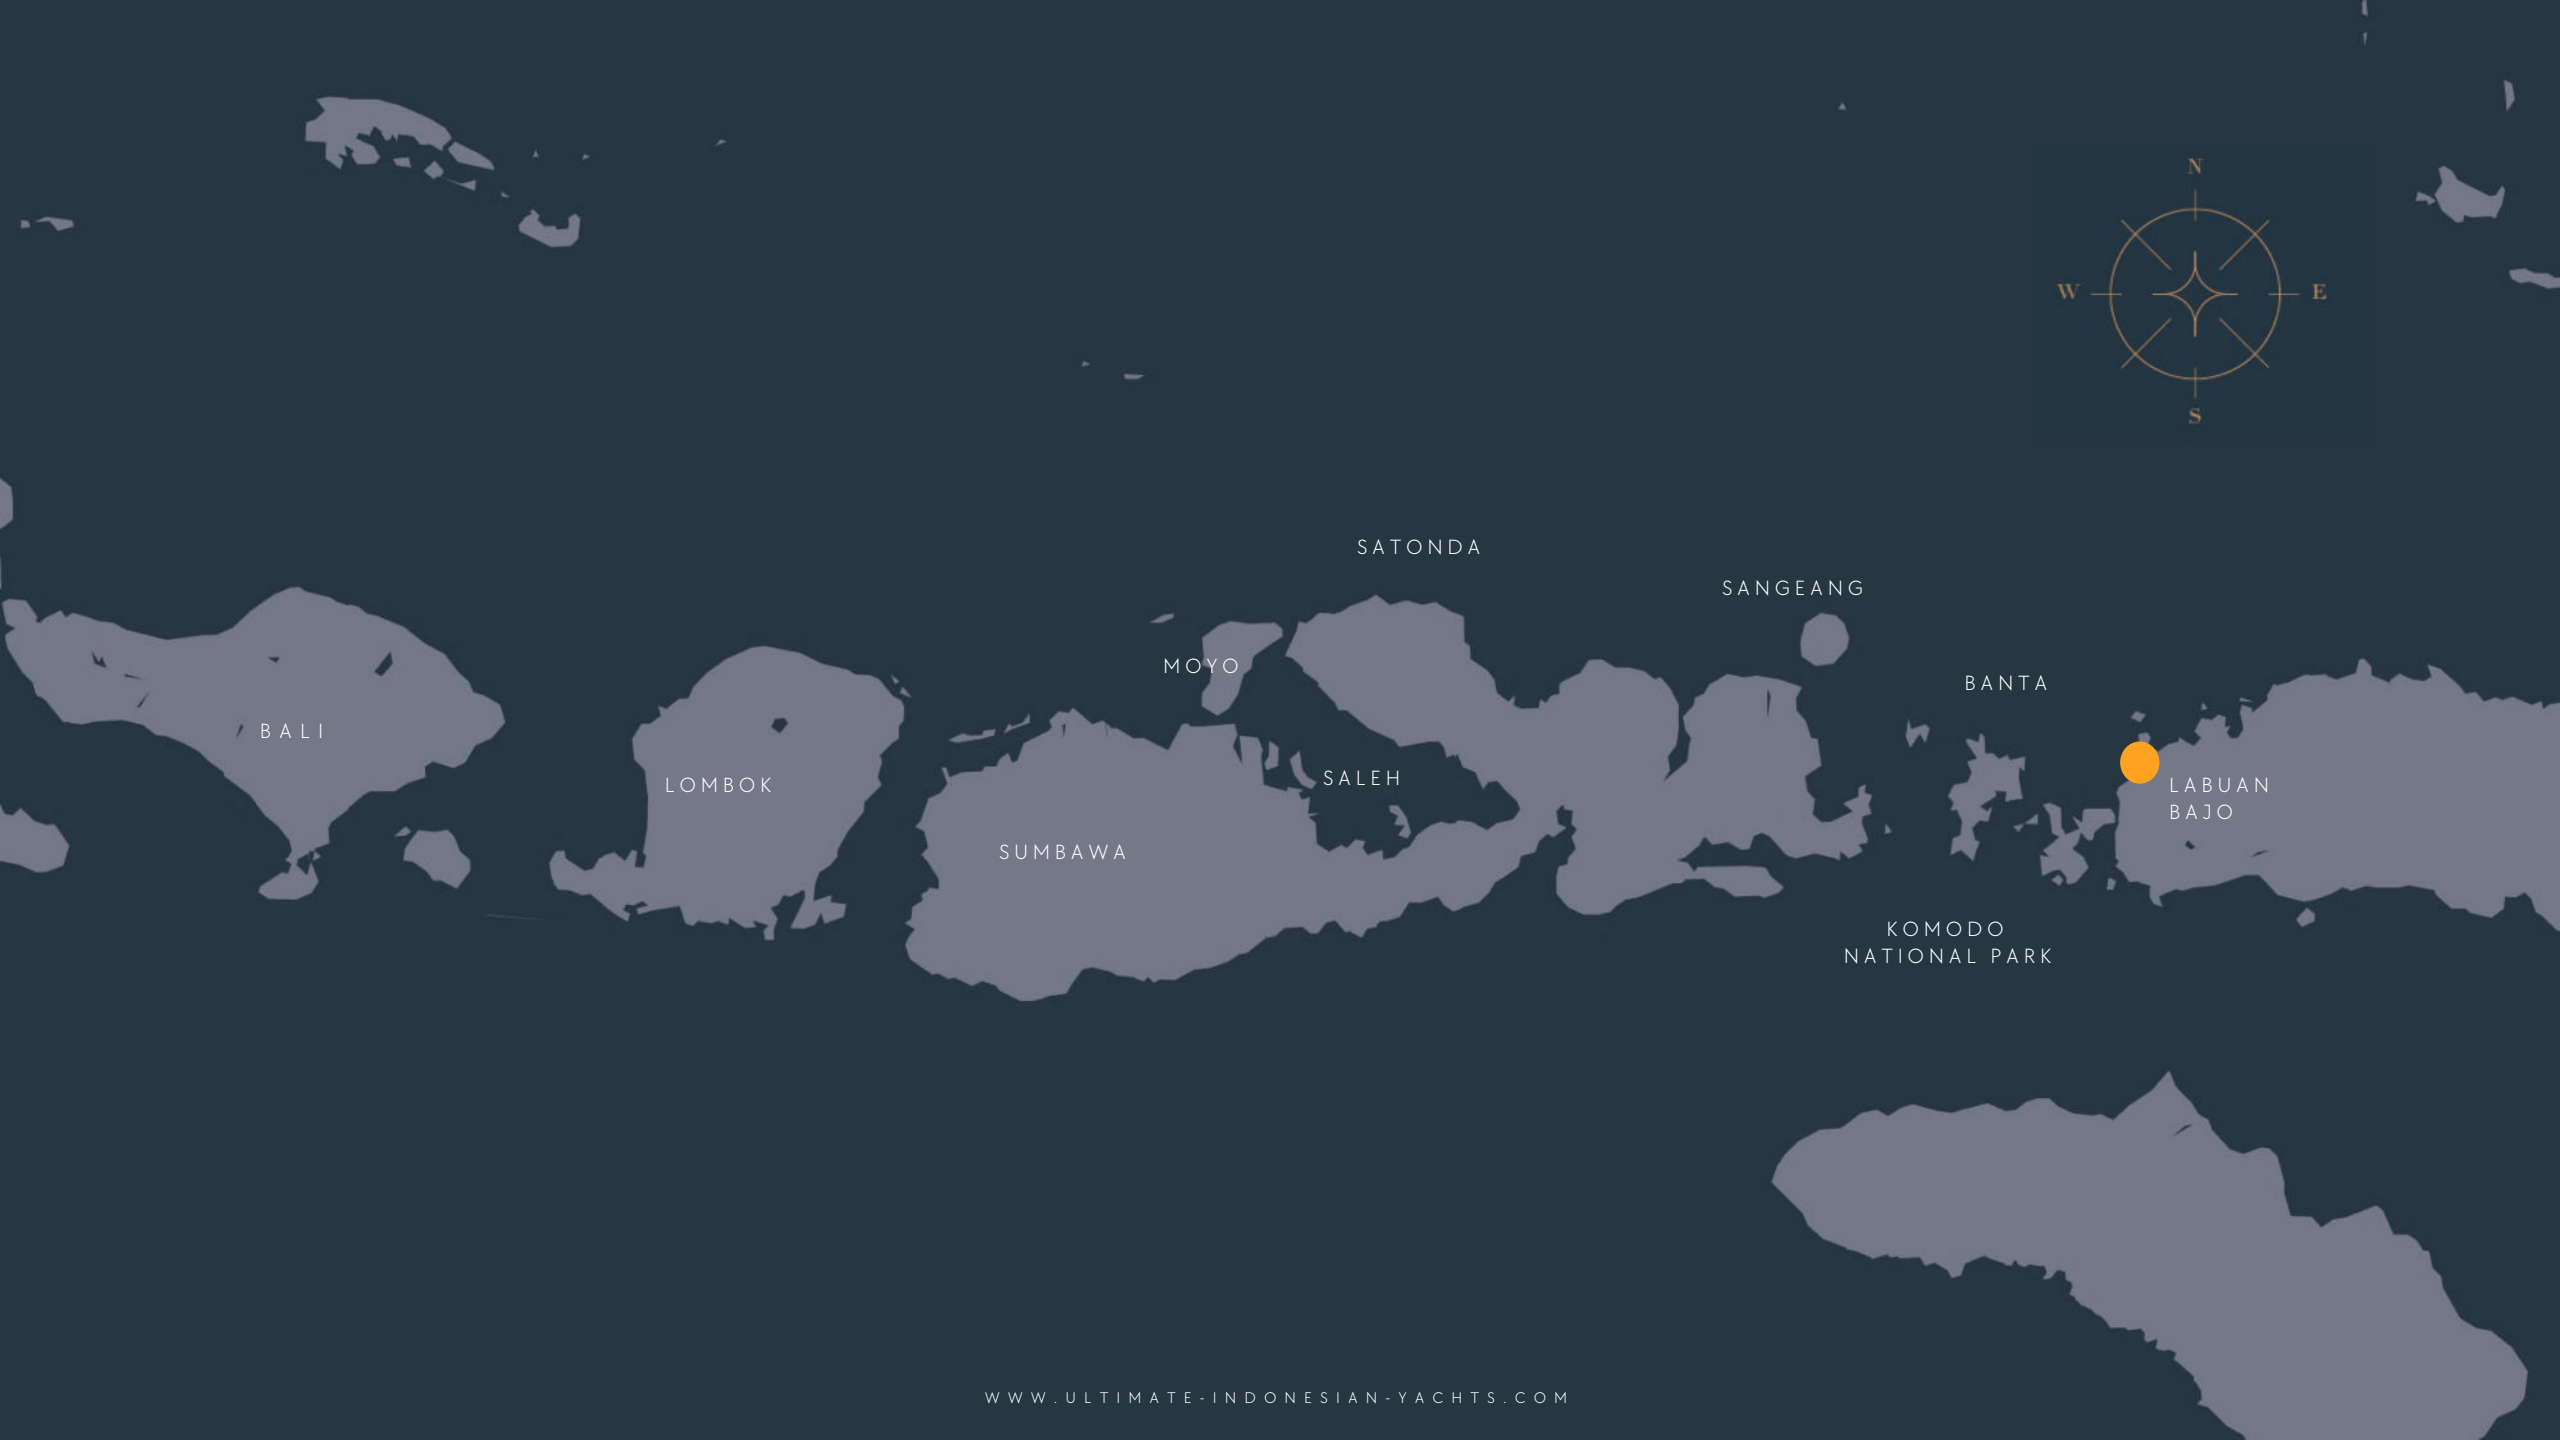 N
W
E
S
SATONDA
SANGEANG
MOYO
BANTA
BALI
SALEH
LOMBOK
LABUAN
BAJO
SUMBAWA
KOMODO
NATIONAL PARK
WWW.ULTIMATE-INDONESIAN-YACHTS.COM